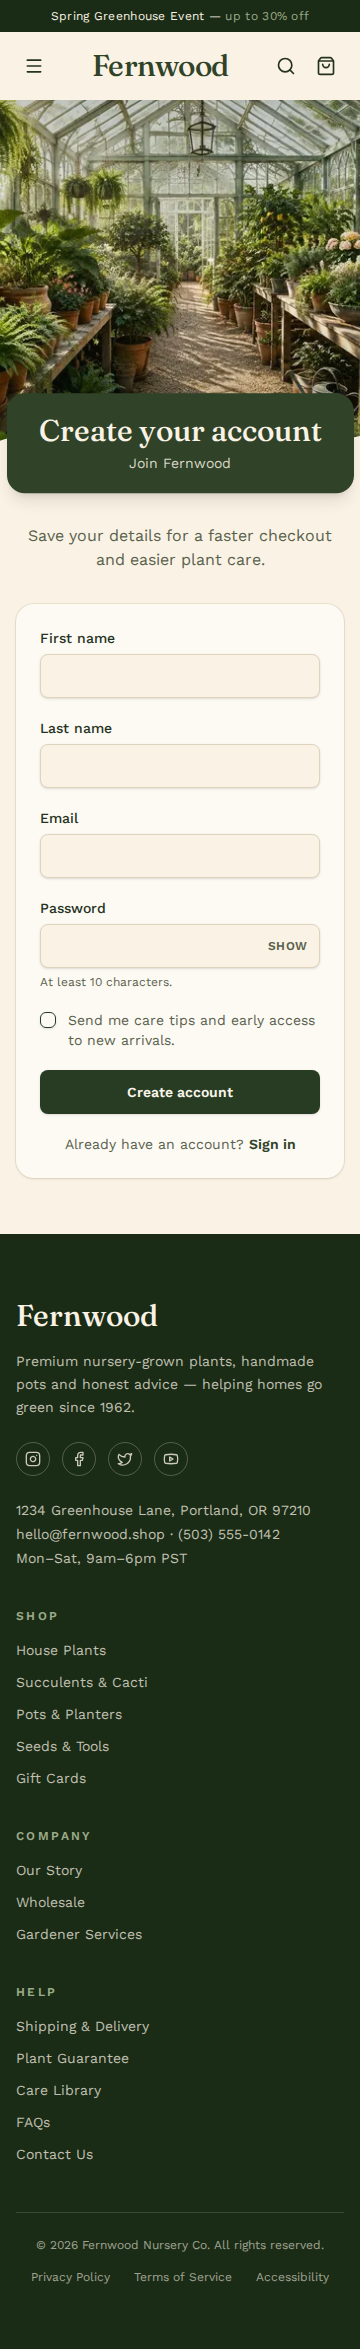 Spring Greenhouse Event — up to 30% off
Fernwood
Create your account
Join Fernwood
Save your details for a faster checkout
and easier plant care.
First name
Last name
Email
Password
SHOW
At least 10 characters.
Send me care tips and early access
to new arrivals.
Create account
Already have an account? Sign in
Fernwood
Premium nursery-grown plants, handmade
pots and honest advice — helping homes go
green since 1962.
1234 Greenhouse Lane, Portland, OR 97210
hello@fernwood.shop · (503) 555-0142
Mon–Sat, 9am–6pm PST
SHOP
House Plants
Succulents & Cacti
Pots & Planters
Seeds & Tools
Gift Cards
COMPANY
Our Story
Wholesale
Gardener Services
HELP
Shipping & Delivery
Plant Guarantee
Care Library
FAQs
Contact Us
© 2026 Fernwood Nursery Co. All rights reserved.
Privacy Policy Terms of Service Accessibility